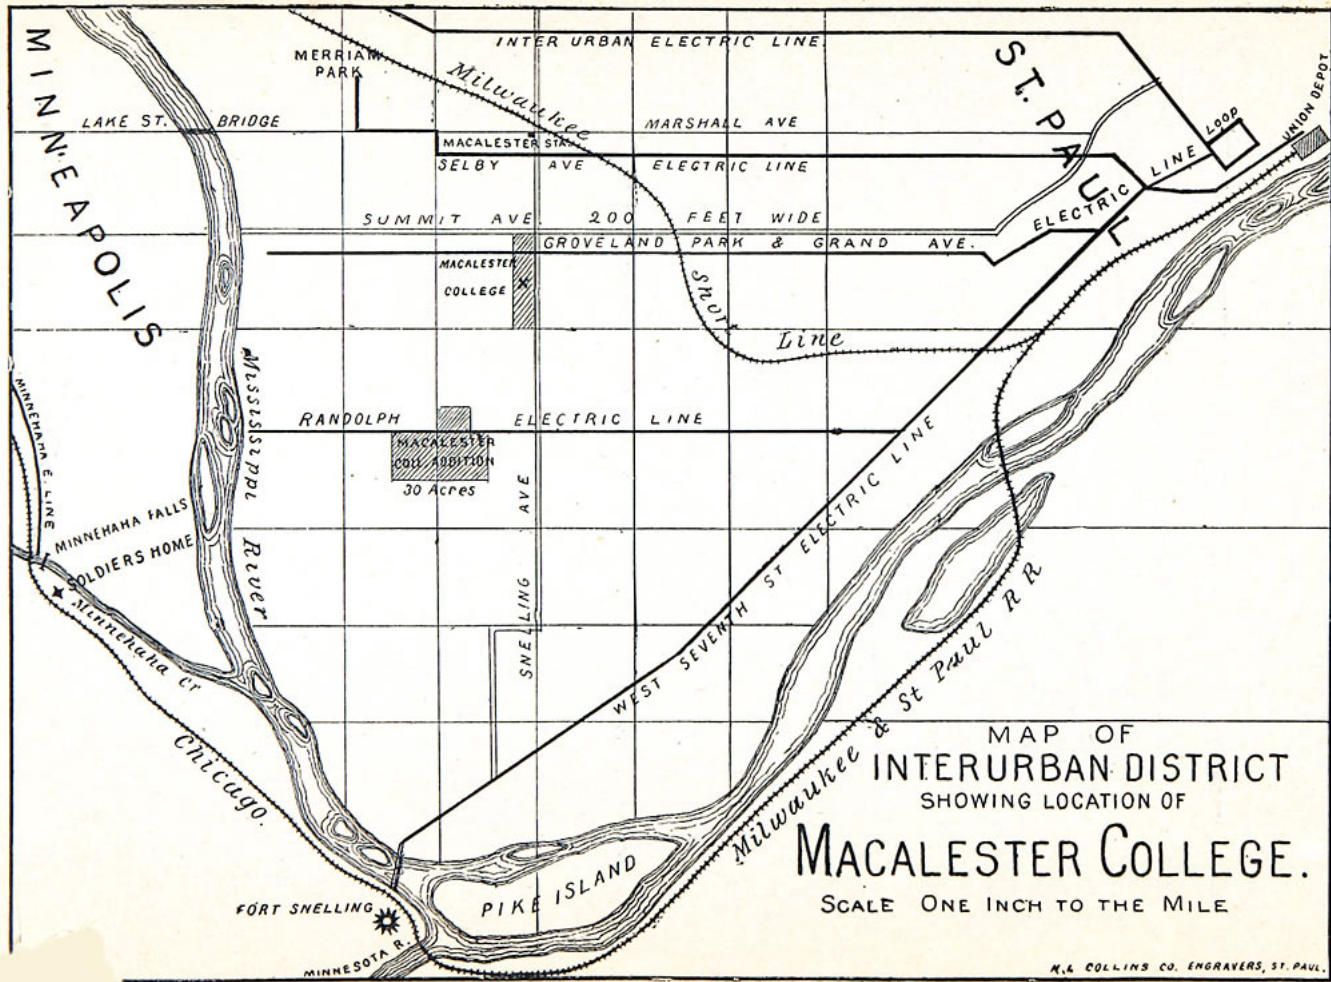 MINNEAPOLIS
INTER URBAN ELECTRIC LINE.
ST. PAUL
MERRIAM
PARK
Milwaukee
Short
Line
UNION DEPOT
LOOP
LAKE ST. BRIDGE
MARSHALL AVE
MACALESTER STA.
SELBY AVE ELECTRIC LINE
ELECTRIC LINE
SUMMIT AVE. 200 FEET WIDE
GROVELAND PARK & GRAND AVE.
MACALESTER
COLLEGE
Mississippi River
MINNEHAHA E. LINE
RANDOLPH ELECTRIC LINE
MACALESTER
COLL. ADDITION
30 Acres
SNELLING AVE
WEST SEVENTH ST ELECTRIC LINE
MINNEHAHA FALLS
SOLDIERS HOME
Minnehaha Cr
Chicago.
Milwaukee & St Paul R R
PIKE ISLAND
FORT SNELLING
MINNESOTA R.
MAP OF
INTERURBAN DISTRICT
SHOWING LOCATION OF
MACALESTER COLLEGE.
SCALE ONE INCH TO THE MILE
M.& COLLINS CO. ENGRAVERS, ST. PAUL.